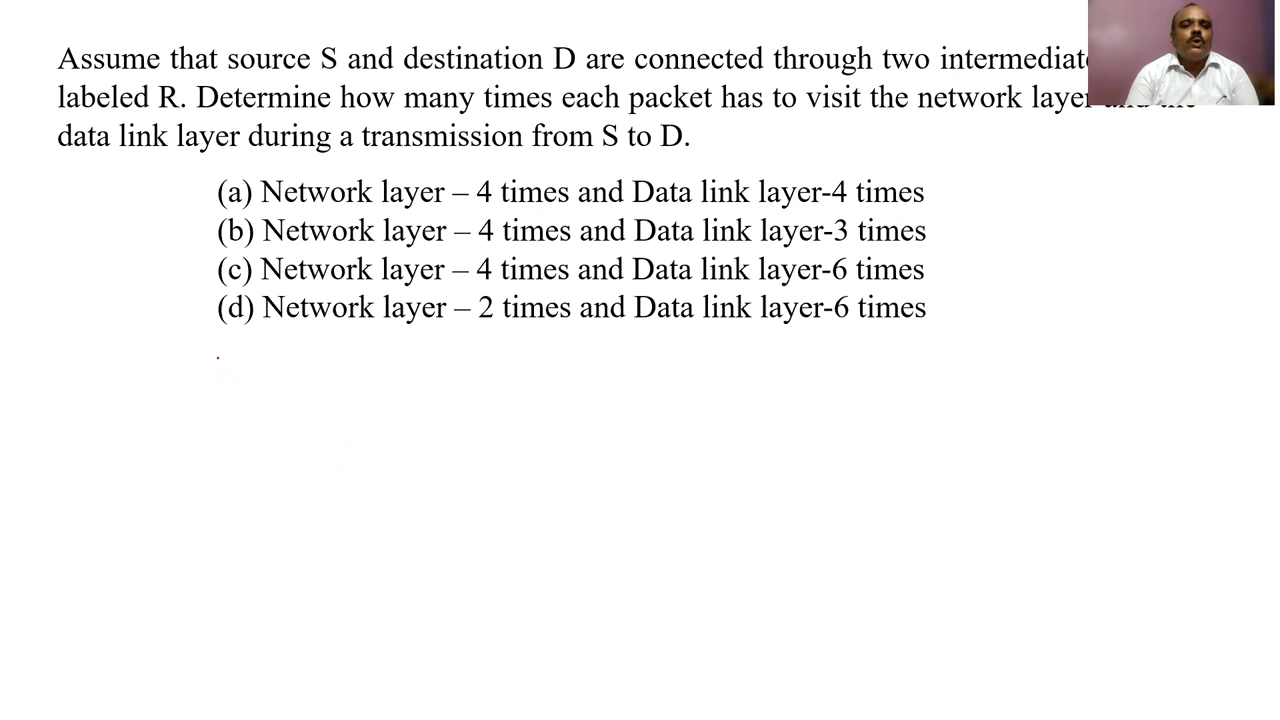 Assume that source S and destination D are connected through two intermediate
labeled R. Determine how many times each packet has to visit the network layer and the
data link layer during a transmission from S to D.
(a) Network layer – 4 times and Data link layer-4 times
(b) Network layer – 4 times and Data link layer-3 times
(c) Network layer – 4 times and Data link layer-6 times
(d) Network layer – 2 times and Data link layer-6 times